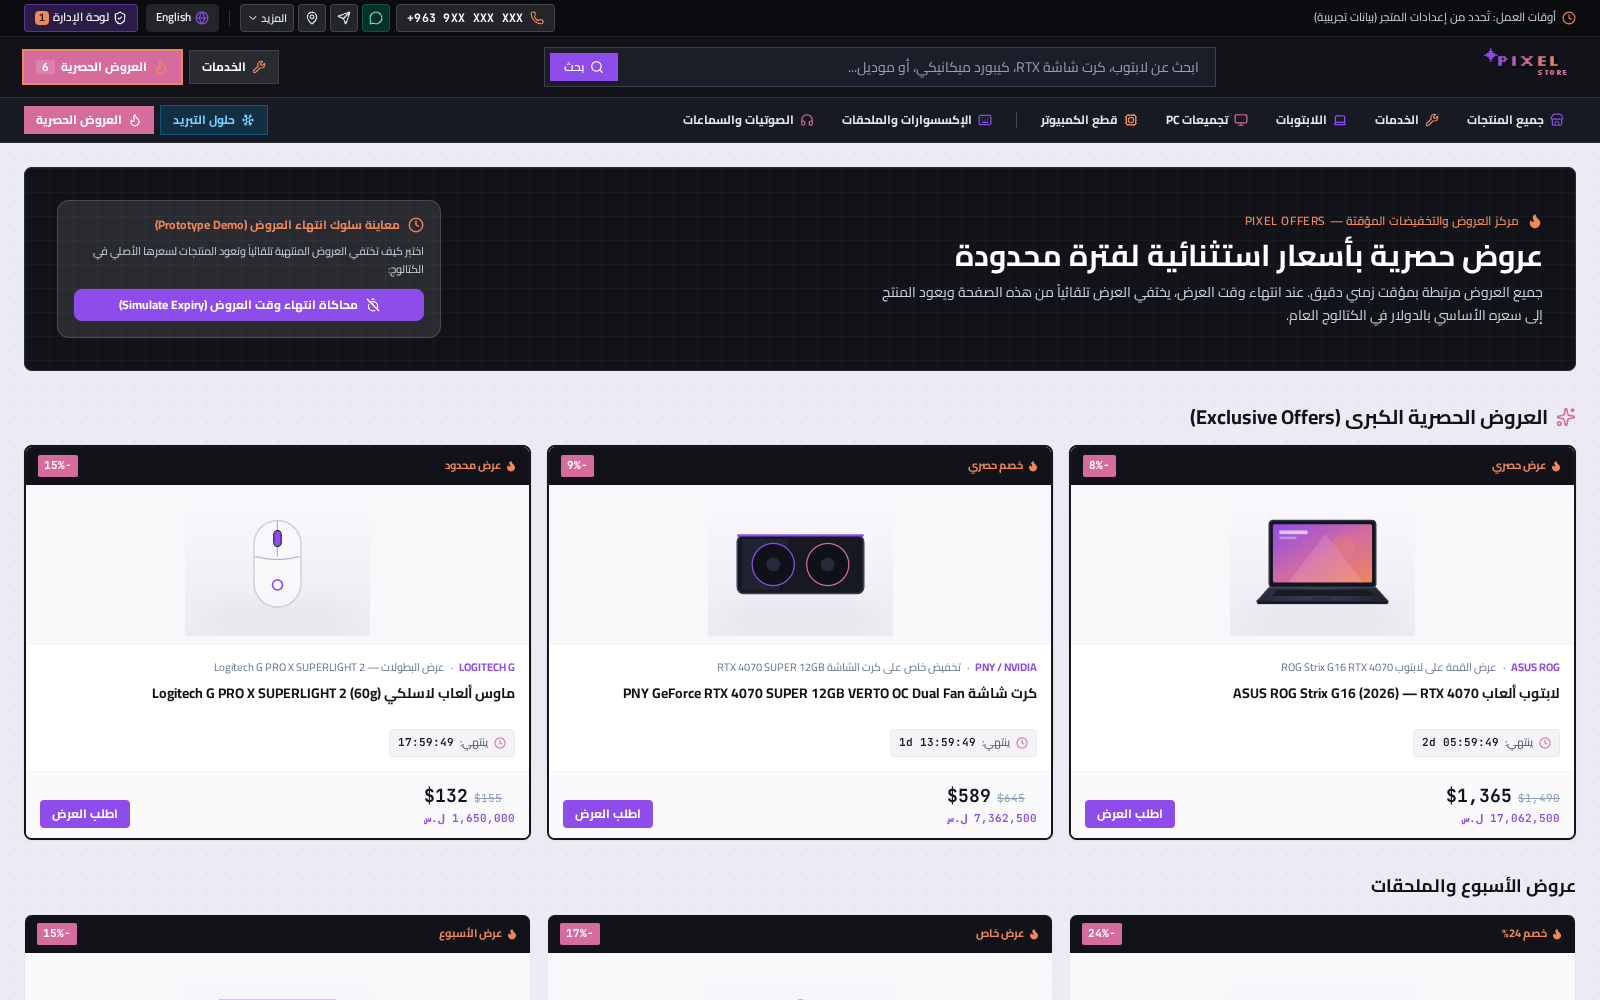 أوقات العمل: تُحدد من إعدادات المتجر (بيانات تجريبية)
+963 9XX XXX XXX
المزيد
English
لوحة الإدارة 1
PIXEL
STORE
ابحث عن لابتوب، كرت شاشة RTX، كيبورد ميكانيكي، أو موديل...
بحث
الخدمات
العروض الحصرية 6
جميع المنتجات
الخدمات
اللابتوبات
تجميعات PC
قطع الكمبيوتر
الإكسسوارات والملحقات
الصوتيات والسماعات
حلول التبريد
العروض الحصرية
مركز العروض والتخفيضات المؤقتة — PIXEL OFFERS
عروض حصرية بأسعار استثنائية لفترة محدودة
جميع العروض مرتبطة بمؤقت زمني دقيق. عند انتهاء وقت العرض، يختفي العرض تلقائياً من هذه الصفحة ويعود المنتج
إلى سعره الأساسي بالدولار في الكتالوج العام.
معاينة سلوك انتهاء العروض (Prototype Demo)
اختبر كيف تختفي العروض المنتهية تلقائياً وتعود المنتجات لسعرها الأصلي في
الكتالوج:
محاكاة انتهاء وقت العروض (Simulate Expiry)
العروض الحصرية الكبرى (Exclusive Offers)
عرض حصري
8%-
ASUS ROG · عرض القمة على لابتوب ROG Strix G16 RTX 4070
لابتوب ألعاب ASUS ROG Strix G16 (2026) — RTX 4070
ينتهي: 2d 05:59:49
$1,365 $1,490
17,062,500 ل.س
اطلب العرض
خصم حصري
9%-
PNY / NVIDIA · تخفيض خاص على كرت الشاشة RTX 4070 SUPER 12GB
كرت شاشة PNY GeForce RTX 4070 SUPER 12GB VERTO OC Dual Fan
ينتهي: 1d 13:59:49
$589 $645
7,362,500 ل.س
اطلب العرض
عرض محدود
15%-
LOGITECH G · عرض البطولات — Logitech G PRO X SUPERLIGHT 2
ماوس ألعاب لاسلكي Logitech G PRO X SUPERLIGHT 2 (60g)
ينتهي: 17:59:49
$132 $155
1,650,000 ل.س
اطلب العرض
عروض الأسبوع والملحقات
خصم 24%
24%-
عرض خاص
17%-
عرض الأسبوع
15%-